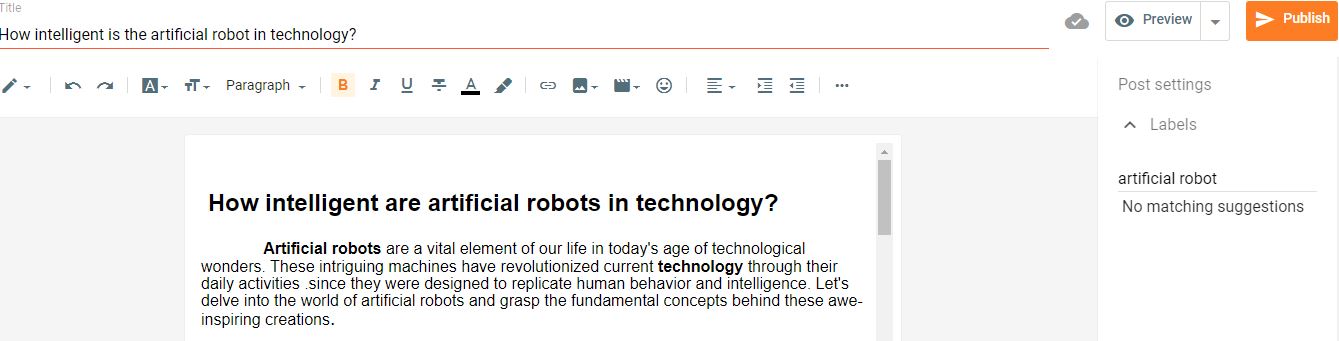 Title
How intelligent is the artificial robot in technology?
Preview
Publish
Paragraph
B I U A
Post settings
Labels
artificial robot
No matching suggestions
How intelligent are artificial robots in technology?
Artificial robots are a vital element of our life in today's age of technological
wonders. These intriguing machines have revolutionized current technology through their
daily activities .since they were designed to replicate human behavior and intelligence. Let's
delve into the world of artificial robots and grasp the fundamental concepts behind these awe-
inspiring creations.